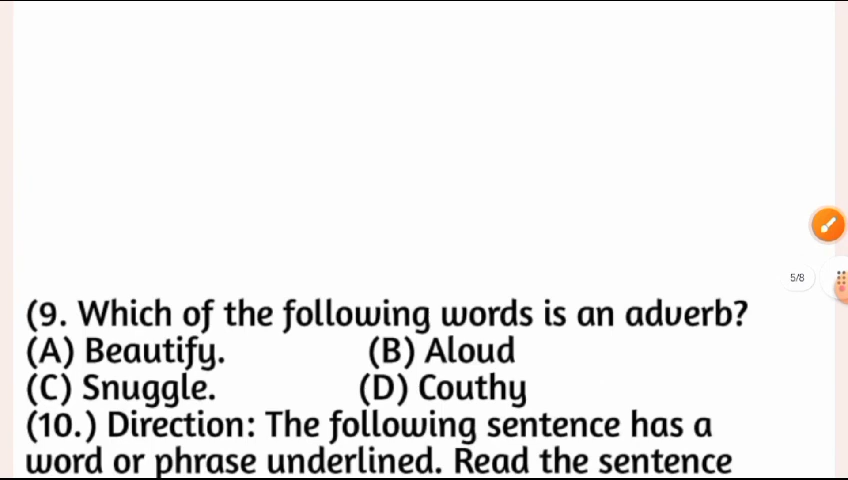 5/8
(9. Which of the following words is an adverb?
(A) Beautify. (B) Aloud
(C) Snuggle. (D) Couthy
(10.) Direction: The following sentence has a
word or phrase underlined. Read the sentence